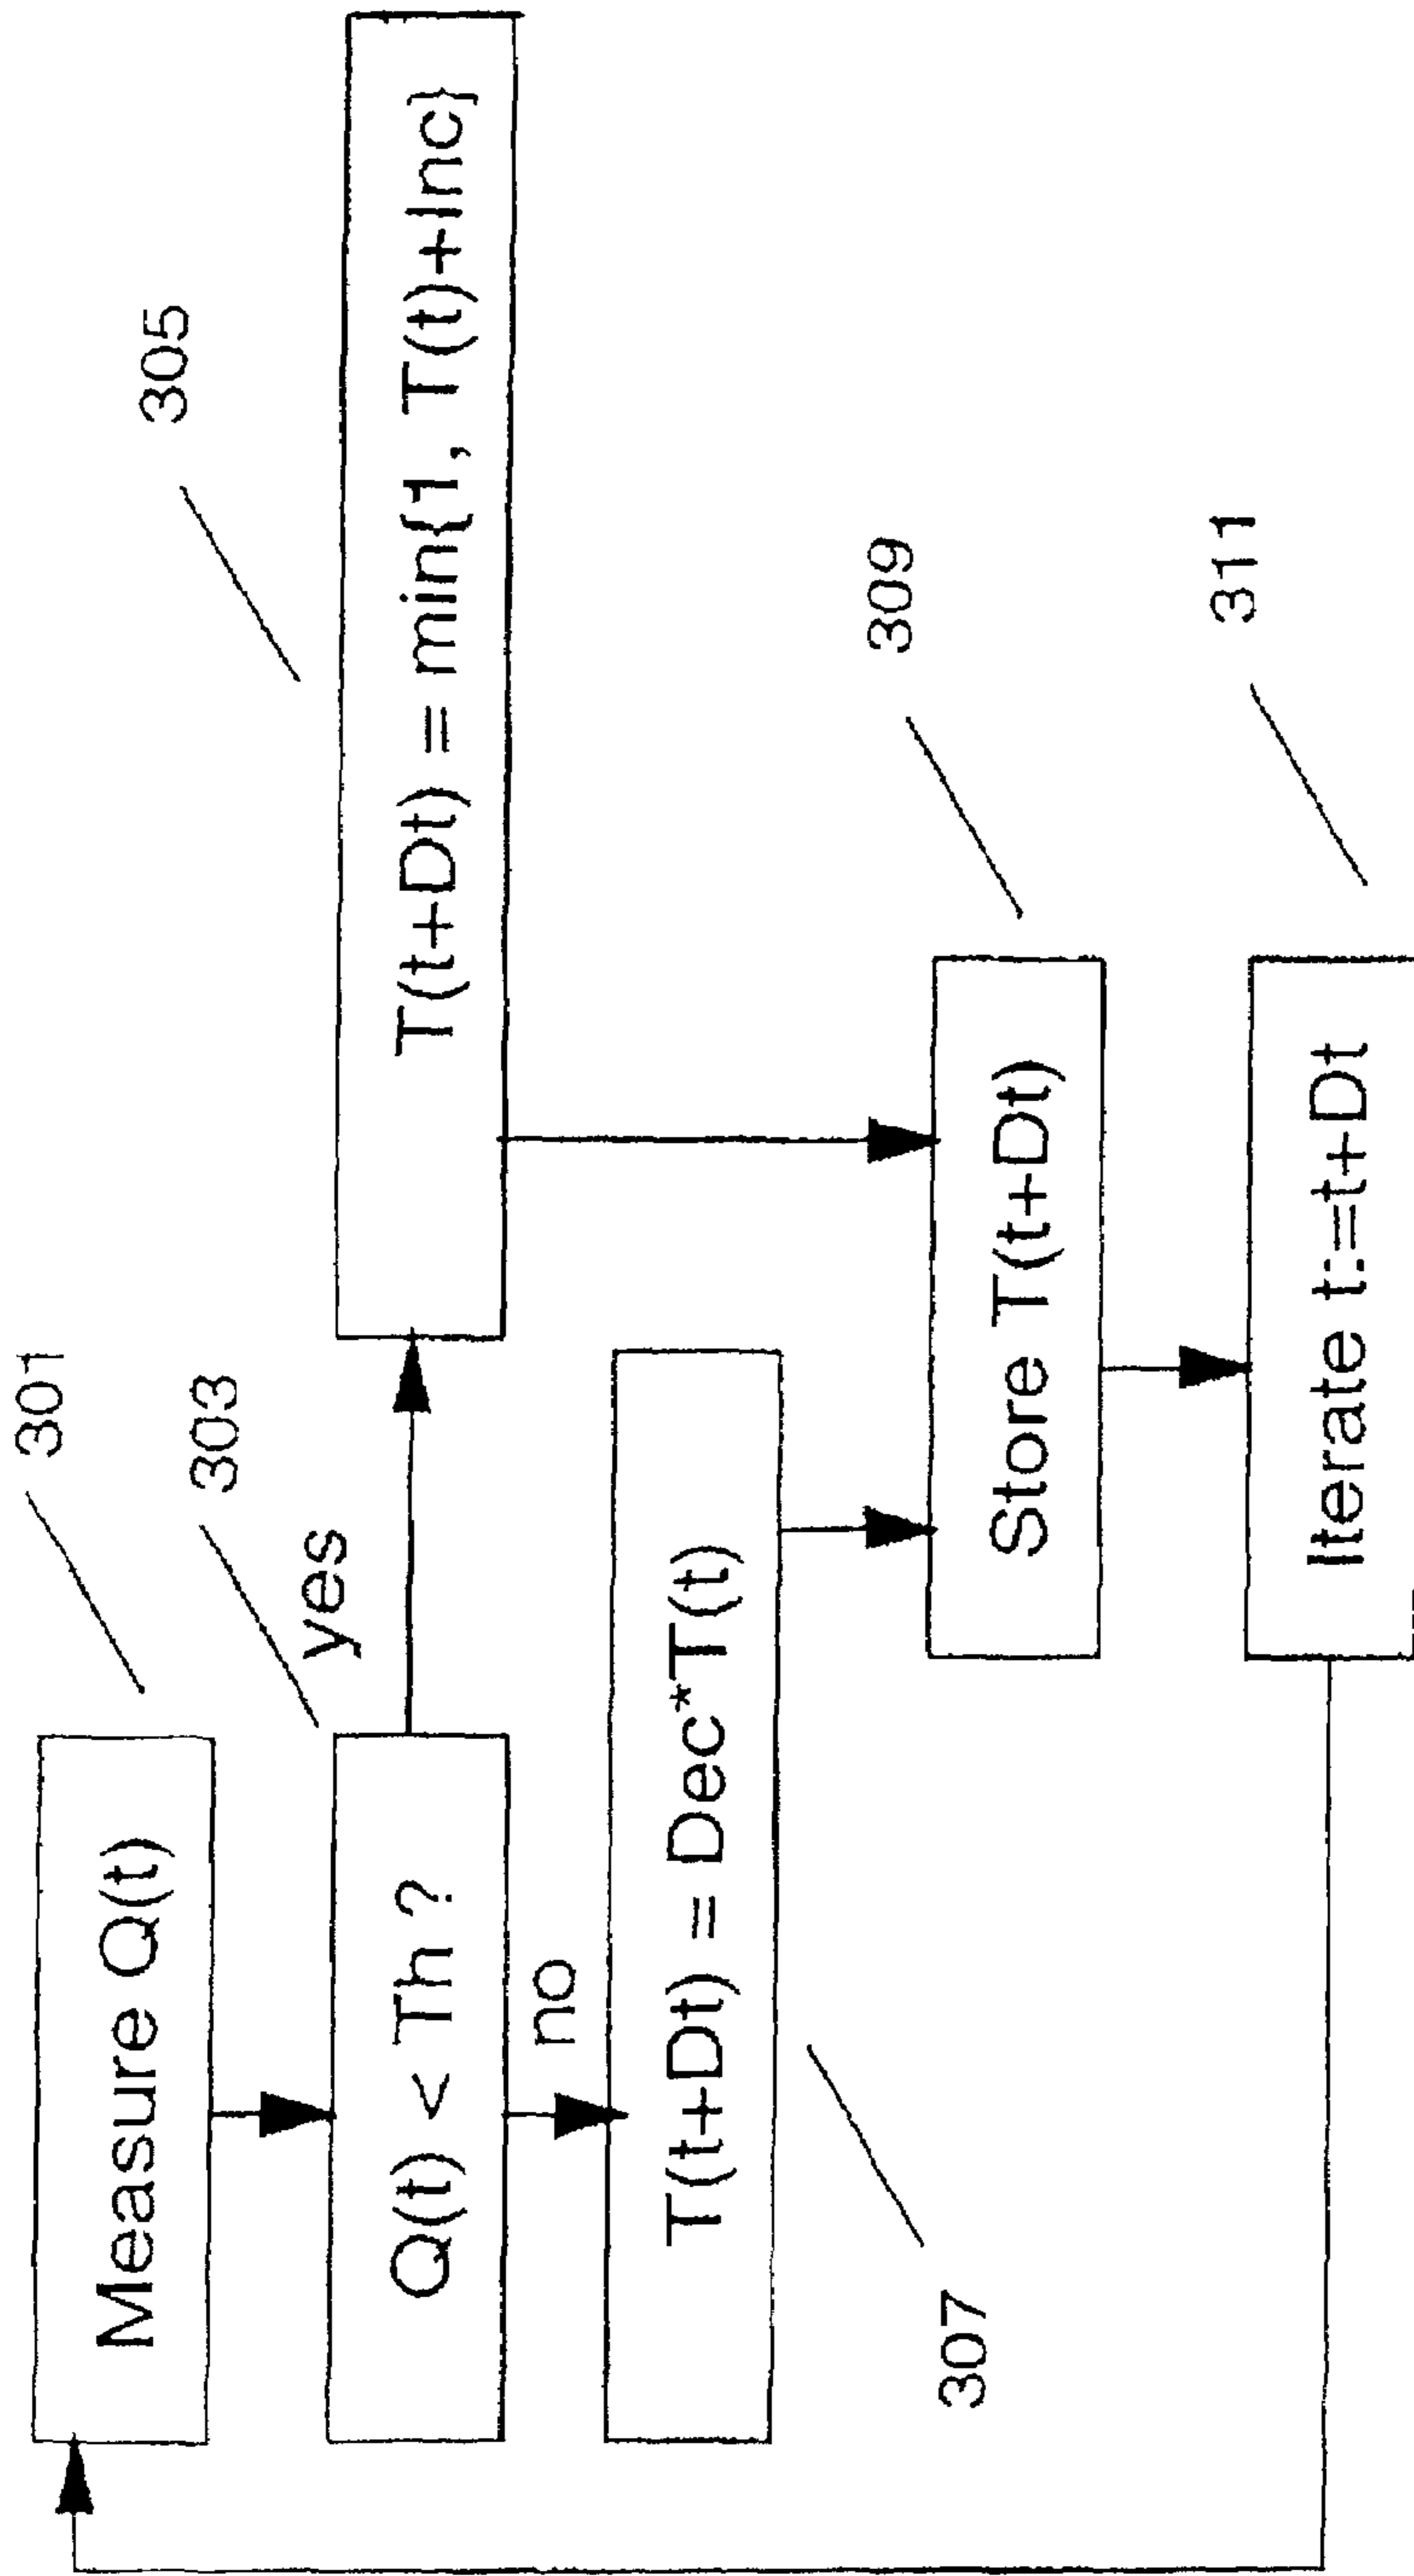 301
Measure Q(t)
303
Q(t) < Th ?
yes
305
T(t+Dt) = min{1, T(t)+Inc}
no
T(t+Dt) = Dec*T(t)
307
309
Store T(t+Dt)
311
Iterate t:=t+Dt